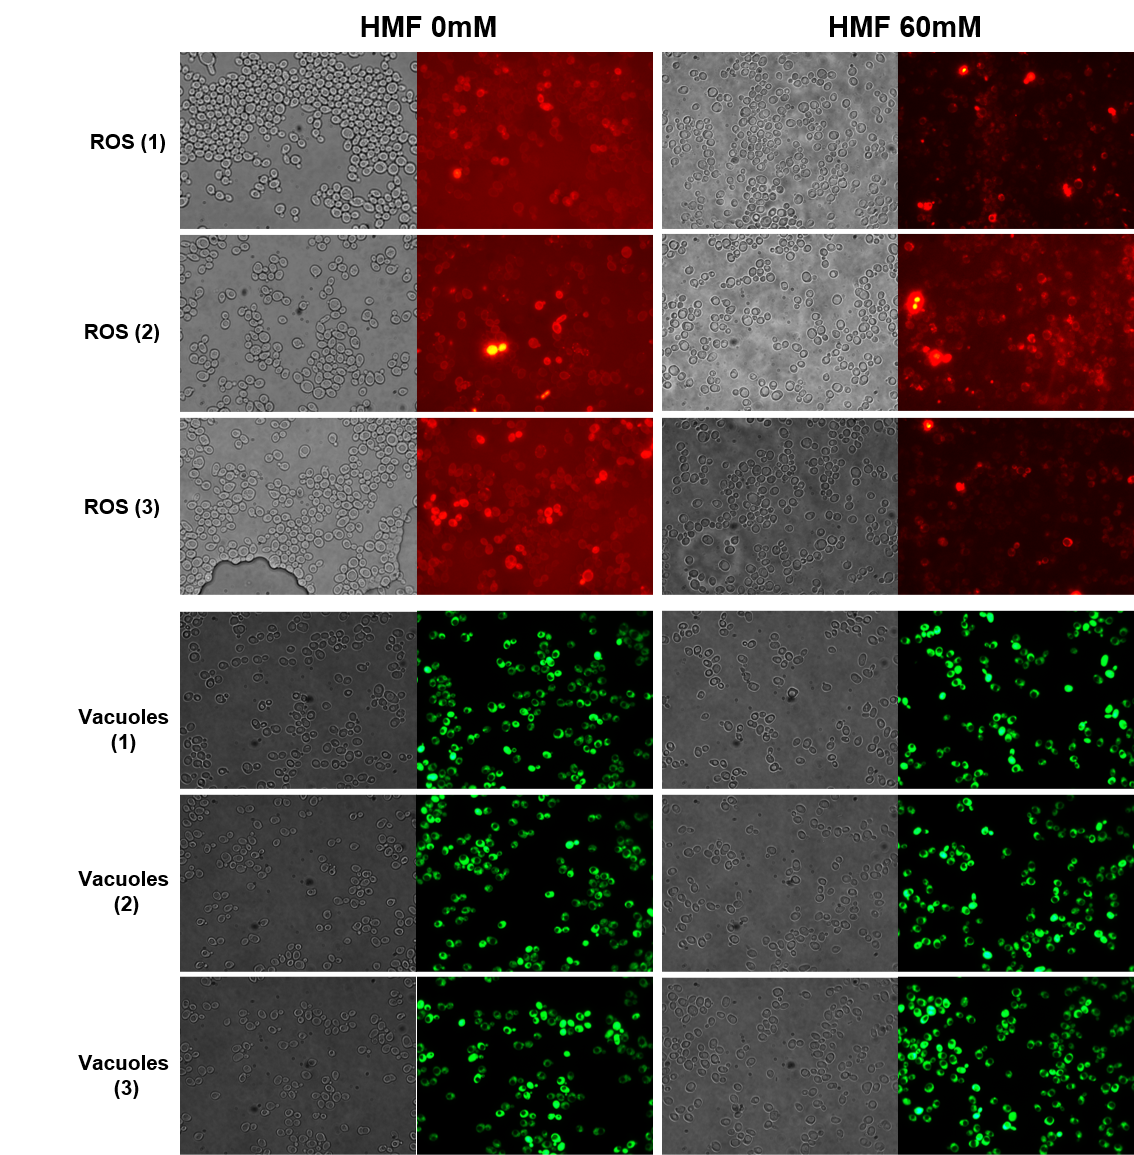 HMF 0mM
HMF 60mM
ROS (1)
ROS (2)
ROS (3)
Vacuoles
(1)
Vacuoles
(2)
Vacuoles
(3)